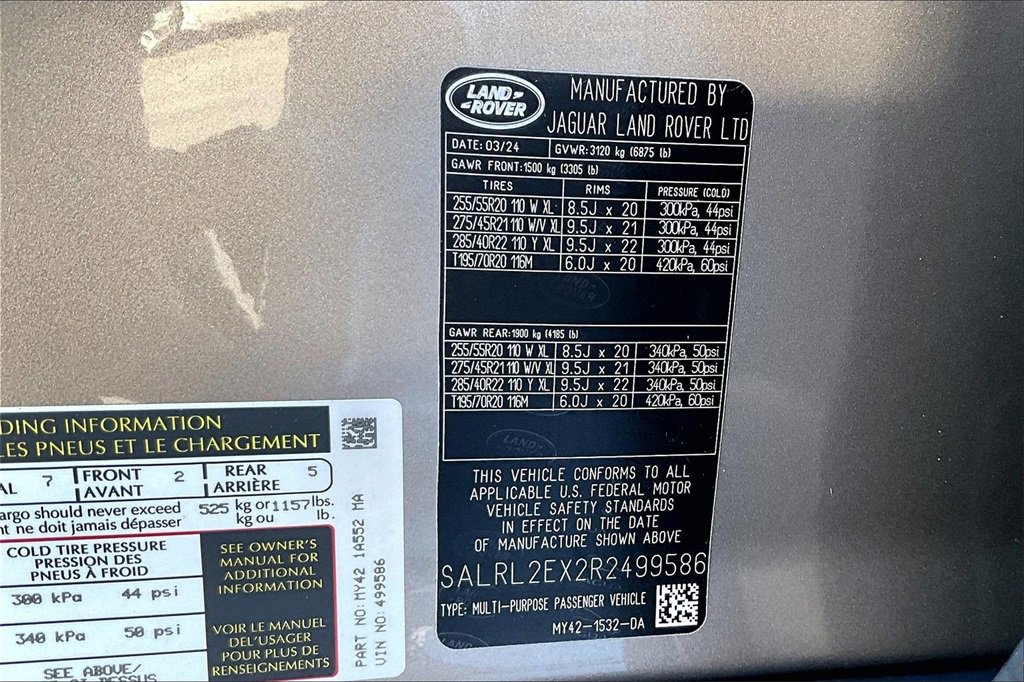 LAND ROVER
MANUFACTURED BY
JAGUAR LAND ROVER LTD
DATE: 03/24 GVWR: 3120 kg (6875 lb)
GAWR FRONT: 1500 kg (3305 lb)
TIRES RIMS PRESSURE (COLD)
255/55R20 110 W XL 8.5J x 20 300kPa, 44psi
275/45R21 110 W/V XL 9.5J x 21 300kPa, 44psi
285/40R22 110 Y XL 9.5J x 22 300kPa, 44psi
T195/70R20 116M 6.0J x 20 420kPa, 60psi
LAND ROVER
GAWR REAR: 1900 kg (4185 lb)
255/55R20 110 W XL 8.5J x 20 340kPa, 50psi
275/45R21 110 W/V XL 9.5J x 21 340kPa, 50psi
285/40R22 110 Y XL 9.5J x 22 340kPa, 50psi
T195/70R20 116M 6.0J x 20 420kPa, 60psi
LAND ROVER
THIS VEHICLE CONFORMS TO ALL
APPLICABLE U.S. FEDERAL MOTOR
VEHICLE SAFETY STANDARDS
IN EFFECT ON THE DATE
OF MANUFACTURE SHOWN ABOVE
SALRL2EX2R2499586
TYPE: MULTI-PURPOSE PASSENGER VEHICLE
MY42-1532-DA
DING INFORMATION
LES PNEUS ET LE CHARGEMENT
AL 7 FRONT 2 REAR 5
AVANT ARRIÈRE
argo should never exceed 525 kg or 1157 lbs.
nt ne doit jamais dépasser kg ou lb.
COLD TIRE PRESSURE
PRESSION DES
PNEUS À FROID
300 kPa 44 psi
340 kPa 50 psi
SEE ABOVE/
SEE OWNER'S
MANUAL FOR
ADDITIONAL
INFORMATION
VOIR LE MANUEL
DEL'USAGER
POUR PLUS DE
RENSEIGNEMENTS
PART NO: MY42 1A552 MA
VIN NO: 499586